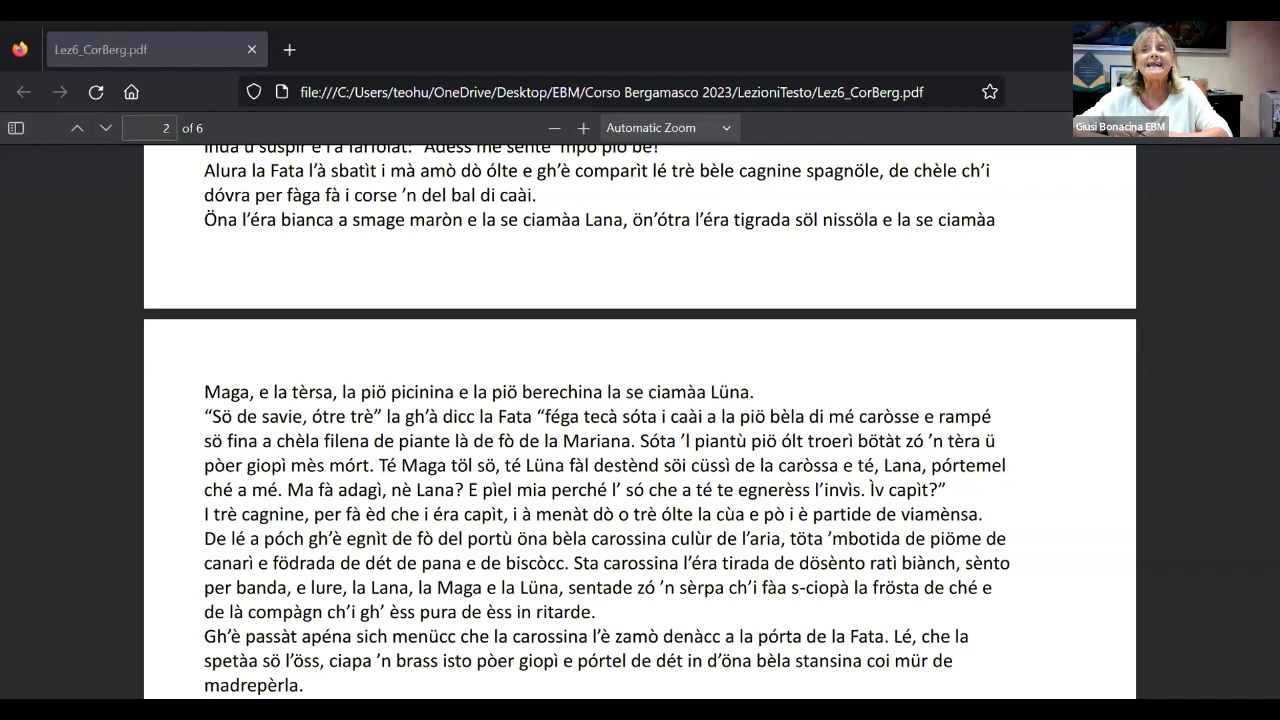 Lez6_CorBerg.pdf
file:///C:/Users/teohu/OneDrive/Desktop/EBM/Corso Bergamasco 2023/LezioniTesto/Lez6_CorBerg.pdf
Giusi Bonacina EBM
2 of 6
Automatic Zoom
Alura la Fata l’à sbatìt i mà amò dò ólte e gh’è comparìt lé trè bèle cagnine spagnöle, de chèle ch’i
dóvra per fàga fà i corse ’n del bal di caài.
Öna l’éra bianca a smage maròn e la se ciamàa Lana, ön’ótra l’éra tigrada söl nissöla e la se ciamàa
Maga, e la tèrsa, la piö picinina e la piö berechina la se ciamàa Lüna.
“Sö de savie, ótre trè” la gh’à dicc la Fata “féga tecà sóta i caài a la piö bèla di mé caròsse e rampé
sö fina a chèla filena de piante là de fò de la Mariana. Sóta ’l piantù piö ólt troerì bötàt zó ’n tèra ü
pòer giopì mès mórt. Té Maga töl sö, té Lüna fàl destènd söi cüssì de la caròssa e té, Lana, pórtemel
ché a mé. Ma fà adagì, nè Lana? E pìel mia perché l’ só che a té te egnerèss l’invìs. Ìv capìt?”
I trè cagnine, per fà èd che i éra capìt, i à menàt dò o trè ólte la cùa e pò i è partide de viamènsa.
De lé a póch gh’è egnìt de fò del portù öna bèla carossina culùr de l’aria, töta ’mbotida de piöme de
canarì e födrada de dét de pana e de biscòcc. Sta carossina l’éra tirada de dösènto ratì biànch, sènto
per banda, e lure, la Lana, la Maga e la Lüna, sentade zó ’n sèrpa ch’i fàa s-ciopà la frösta de ché e
de là compàgn ch’i gh’ èss pura de èss in ritarde.
Gh’è passàt apéna sich menücc che la carossina l’è zamò denàcc a la pórta de la Fata. Lé, che la
spetàa sö l’öss, ciapa ’n brass isto pòer giopì e pórtel de dét in d’öna bèla stansina coi mür de
madrepèrla.